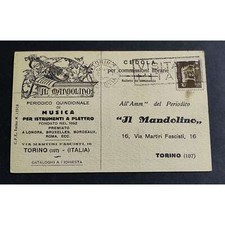 IL MANDOLINO
PERIODICO QUINDICINALE
DI
MUSICA
PER ISTRUMENTI A PLETTRO
FONDATO NEL 1892
PREMIATO
A LONDRA, BRUXELLES, BORDEAUX,
ROMA, ECC.
VIA MARTIRI FASCISTI, 16
TORINO (107) - (ITALIA)
CATALOGHI A RICHIESTA
CEDOLA
per commissioni librarie
All'Amm. del Periodico
"Il Mandolino"
16, Via Martiri Fascisti, 16
TORINO (107)